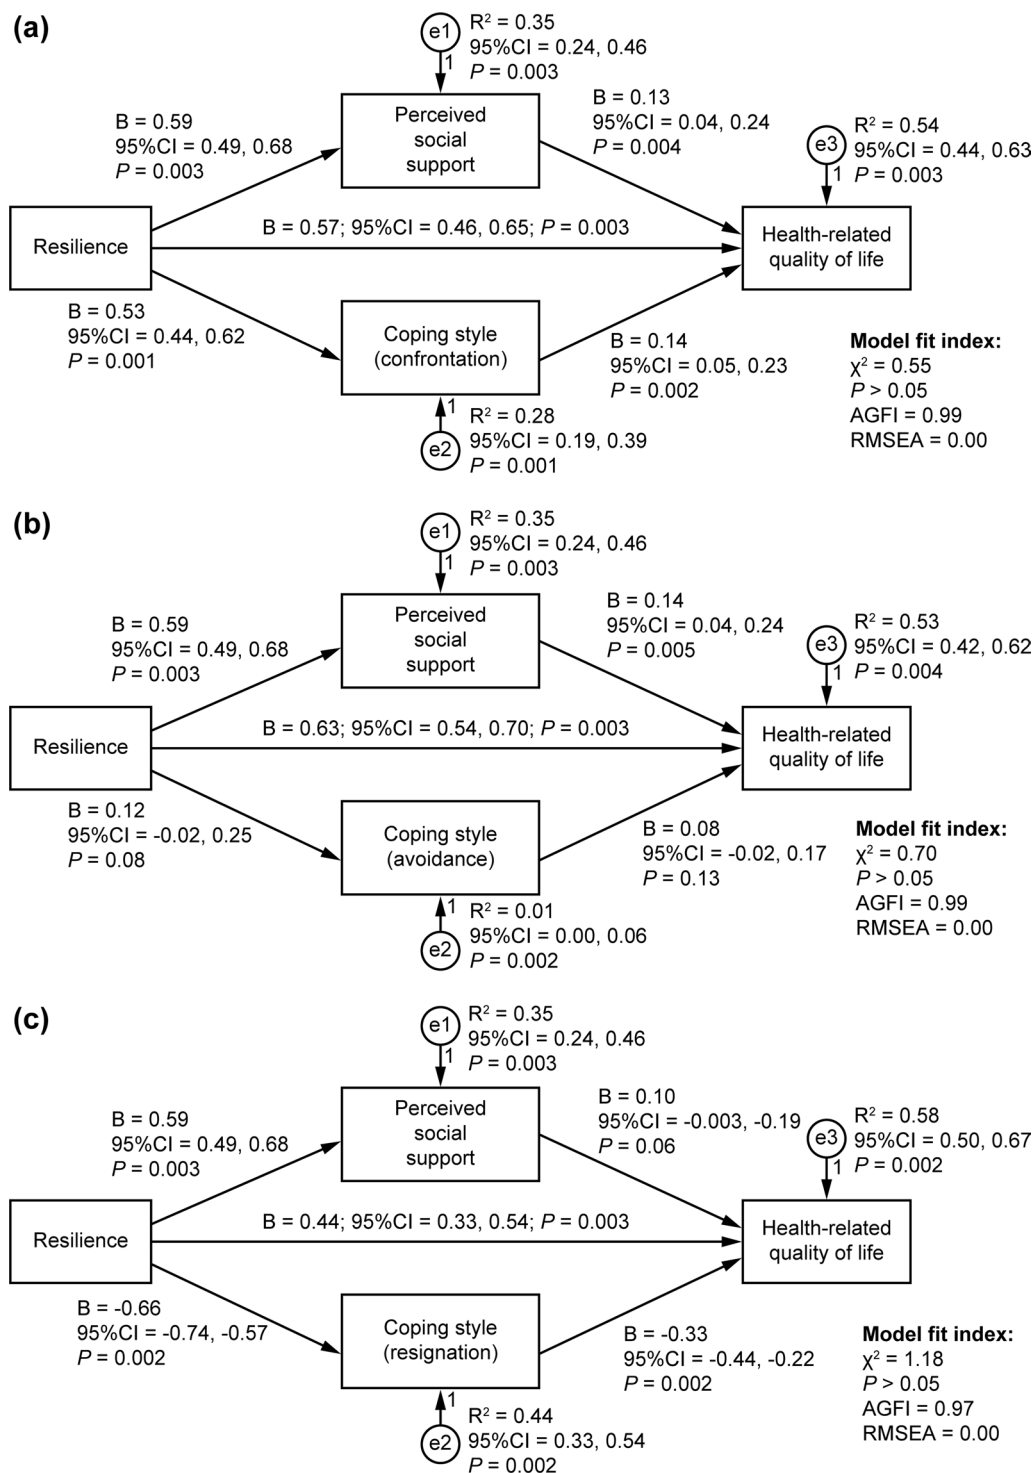 (a)
e1
1
R² = 0.35
95%CI = 0.24, 0.46
P = 0.003
B = 0.59
95%CI = 0.49, 0.68
P = 0.003
Perceived
social
support
B = 0.13
95%CI = 0.04, 0.24
P = 0.004
e3
1
R² = 0.54
95%CI = 0.44, 0.63
P = 0.003
Resilience
B = 0.57; 95%CI = 0.46, 0.65; P = 0.003
Health-related
quality of life
B = 0.53
95%CI = 0.44, 0.62
P = 0.001
Coping style
(confrontation)
B = 0.14
95%CI = 0.05, 0.23
P = 0.002
1
e2
R² = 0.28
95%CI = 0.19, 0.39
P = 0.001
Model fit index:
χ² = 0.55
P > 0.05
AGFI = 0.99
RMSEA = 0.00
(b)
e1
1
R² = 0.35
95%CI = 0.24, 0.46
P = 0.003
B = 0.59
95%CI = 0.49, 0.68
P = 0.003
Perceived
social
support
B = 0.14
95%CI = 0.04, 0.24
P = 0.005
e3
1
R² = 0.53
95%CI = 0.42, 0.62
P = 0.004
Resilience
B = 0.63; 95%CI = 0.54, 0.70; P = 0.003
Health-related
quality of life
B = 0.12
95%CI = -0.02, 0.25
P = 0.08
Coping style
(avoidance)
B = 0.08
95%CI = -0.02, 0.17
P = 0.13
1
e2
R² = 0.01
95%CI = 0.00, 0.06
P = 0.002
Model fit index:
χ² = 0.70
P > 0.05
AGFI = 0.99
RMSEA = 0.00
(c)
e1
1
R² = 0.35
95%CI = 0.24, 0.46
P = 0.003
B = 0.59
95%CI = 0.49, 0.68
P = 0.003
Perceived
social
support
B = 0.10
95%CI = -0.003, -0.19
P = 0.06
e3
1
R² = 0.58
95%CI = 0.50, 0.67
P = 0.002
Resilience
B = 0.44; 95%CI = 0.33, 0.54; P = 0.003
Health-related
quality of life
B = -0.66
95%CI = -0.74, -0.57
P = 0.002
Coping style
(resignation)
B = -0.33
95%CI = -0.44, -0.22
P = 0.002
1
e2
R² = 0.44
95%CI = 0.33, 0.54
P = 0.002
Model fit index:
χ² = 1.18
P > 0.05
AGFI = 0.97
RMSEA = 0.00